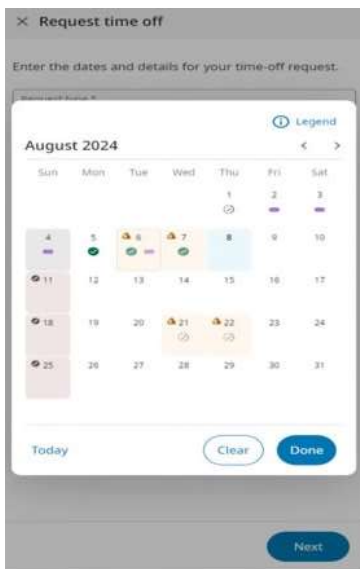 × Request time off
Enter the dates and details for your time-off request.
Request type *
Legend
August 2024 < >
Sun Mon Tue Wed Thu Fri Sat
1 2 3
4 5 6 7 8 9 10
11 12 13 14 15 16 17
18 19 20 21 22 23 24
25 26 27 28 29 30 31
Today Clear Done
Next